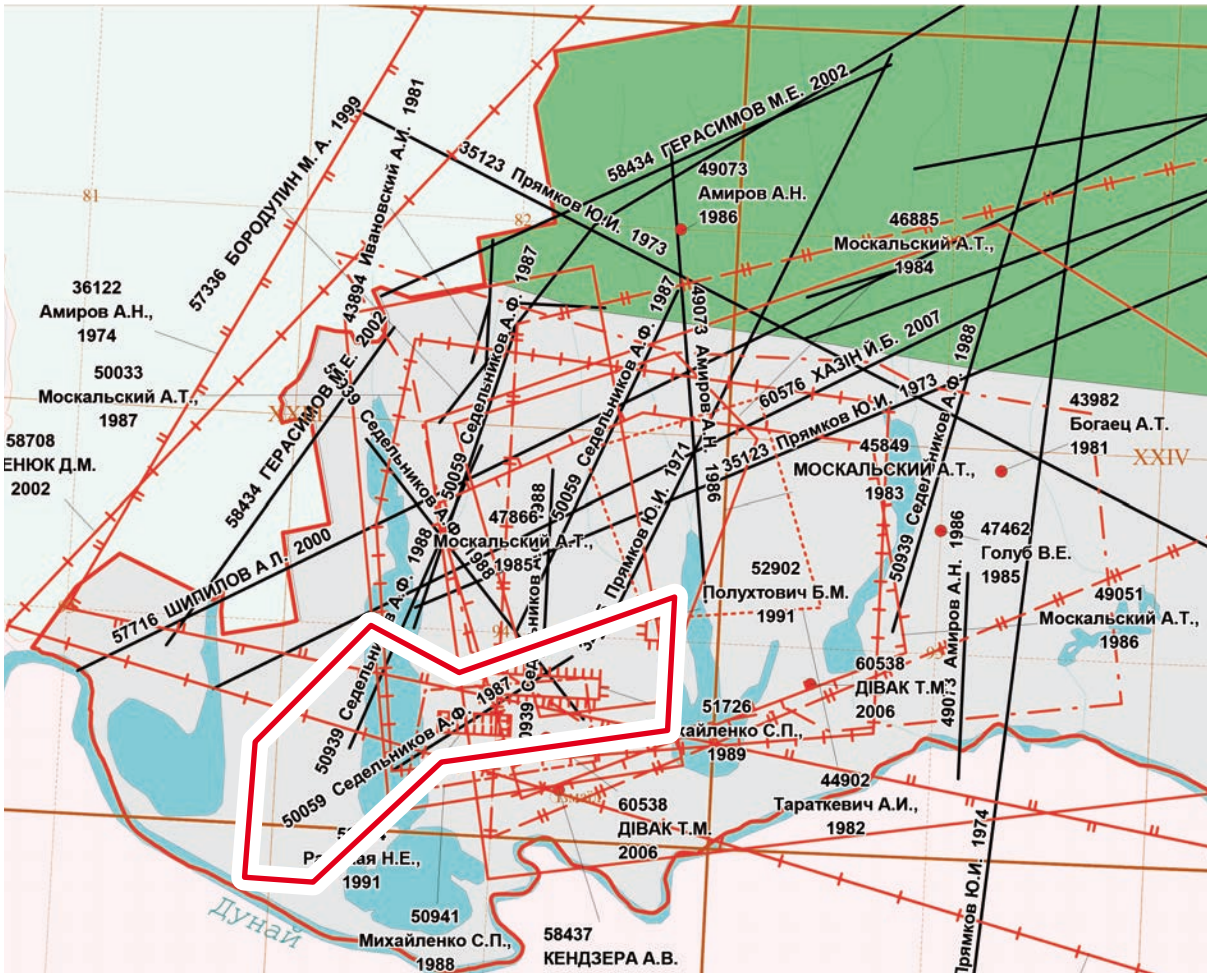 57336 БОРОДУЛИН М. А. 1999
43894 Ивановский А.И. 1981
35123 Прямков Ю.И. 1973
58434 ГЕРАСИМОВ М.Е. 2002
49073
Амиров А.Н.
1986
81
82
46885
Москальский А.Т.,
1984
36122
Амиров А.Н.,
1974
50033
Москальский А.Т.,
1987
58708
ЕНЮК Д.М.
2002
58434 ГЕРАСИМОВ М.Е. 2002
Седельников А.Ф. 1988
50059 Седельников А.Ф. 1987
50059 Седельников А.Ф. 1987
49073 Амиров А.Н. 1986
60576 ХАЗІН Й.Б. 2007
35123 Прямков Ю.И. 1973
Прямков Ю.И. 1971
50939 Седельников А.Ф. 1988
43982
Богаец А.Т.
1981
XXIV
45849
МОСКАЛЬСКИЙ А.Т.,
1983
47866
Москальский А.Т.,
1985
47462
Голуб В.Е.
1985
52902
Полухтович Б.М.
1991
49051
Москальский А.Т.,
1986
57716 ШИПИЛОВ А.Л. 2000
94
60538
ДІВАК Т.М.
2006
49073 Амиров А.Н. 1986
50059 Седельников А.Ф. 1987
51726
хайленко С.П.,
1989
44902
Тараткевич А.И.,
1982
60538
ДІВАК Т.М.
2006
Н.Е.,
1991
Прямков Ю.И. 1974
Дунай
50941
Михайленко С.П.,
1988
58437
КЕНДЗЕРА А.В.